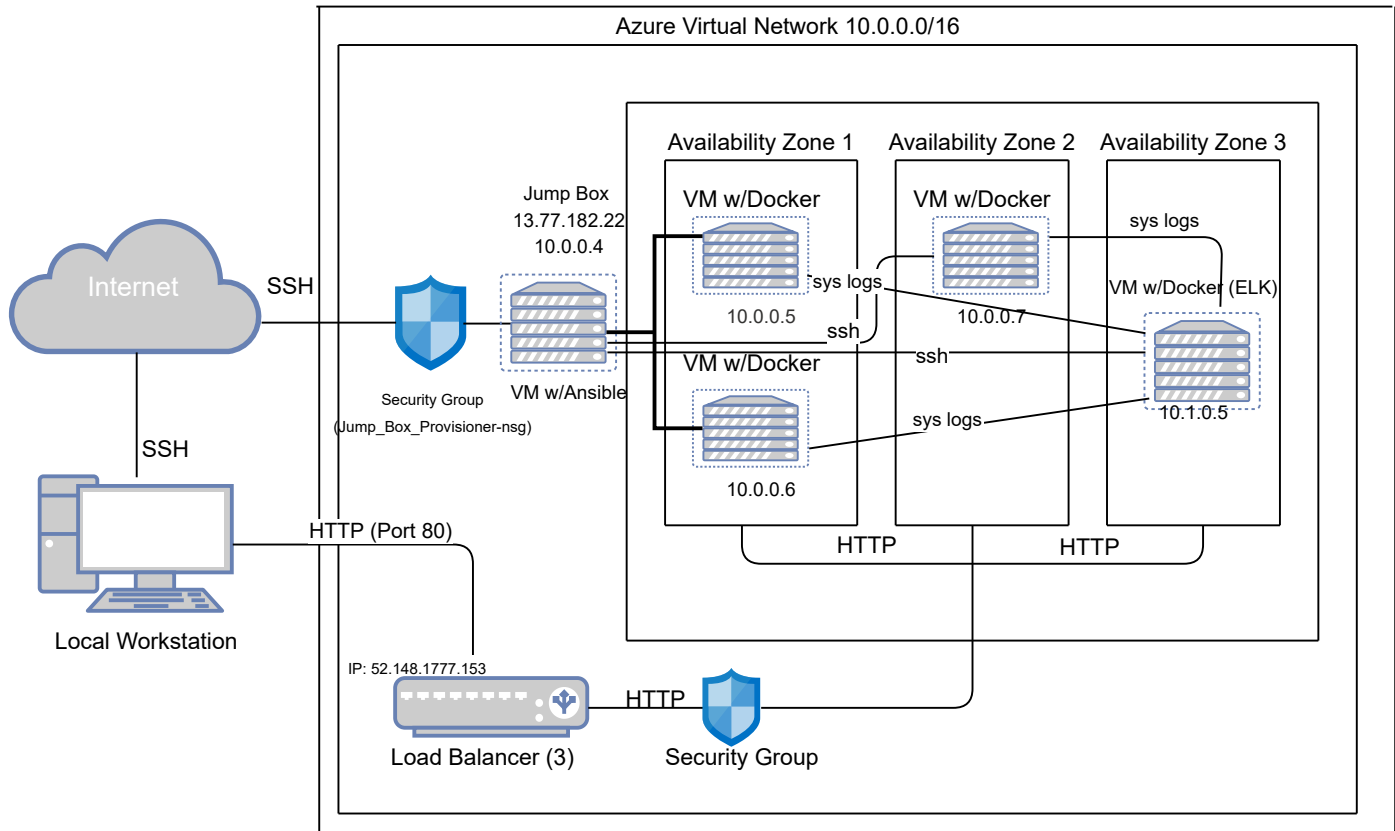 Azure Virtual Network 10.0.0.0/16
Availability Zone 1
Availability Zone 2
Availability Zone 3
Jump Box
13.77.182.22
10.0.0.4
VM w/Docker
VM w/Docker
sys logs
Internet
SSH
sys logs
VM w/Docker (ELK)
10.0.0.5
10.0.0.7
ssh
ssh
VM w/Docker
VM w/Ansible
Security Group
(Jump_Box_Provisioner-nsg)
10.1.0.5
sys logs
SSH
10.0.0.6
HTTP (Port 80)
HTTP
HTTP
Local Workstation
IP: 52.148.1777.153
HTTP
Load Balancer (3)
Security Group